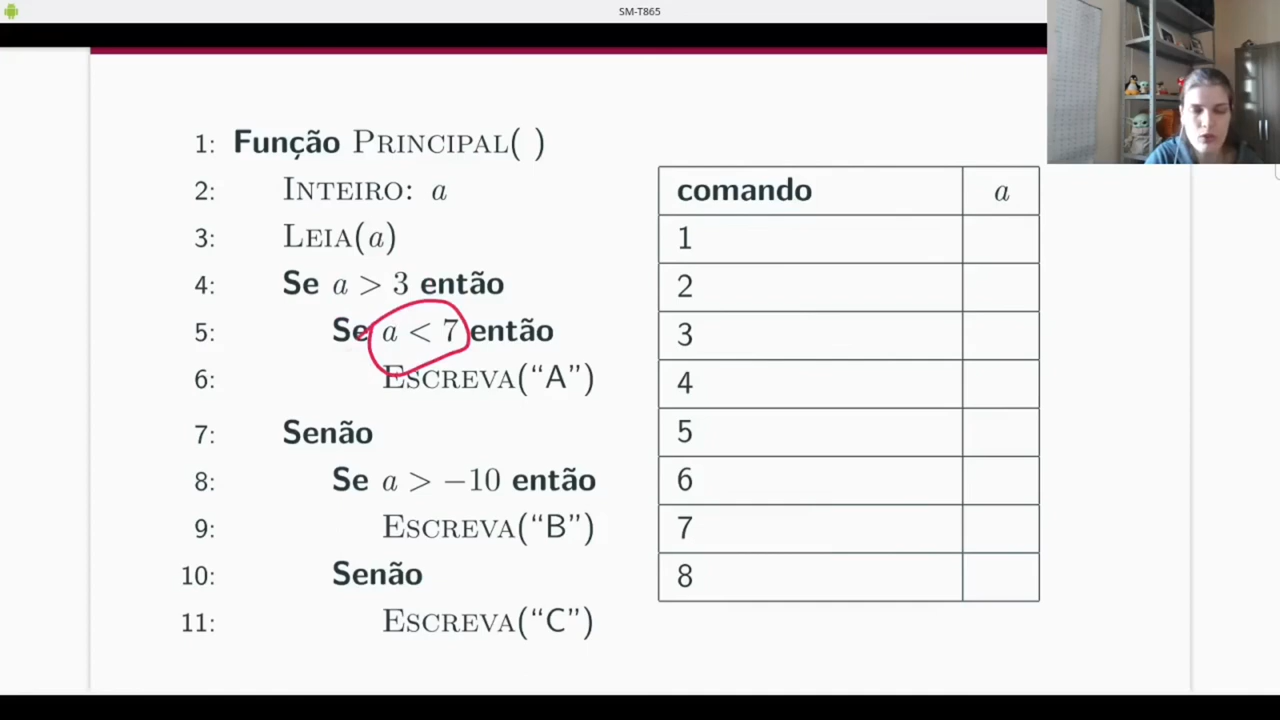 SM-T865
1: Função Principal( )
2: Inteiro: a
3: Leia(a)
4: Se a > 3 então
5: Se a < 7 então
6: Escreva(“A”)
7: Senão
8: Se a > −10 então
9: Escreva(“B”)
10: Senão
11: Escreva(“C”)
comando a
1
2
3
4
5
6
7
8